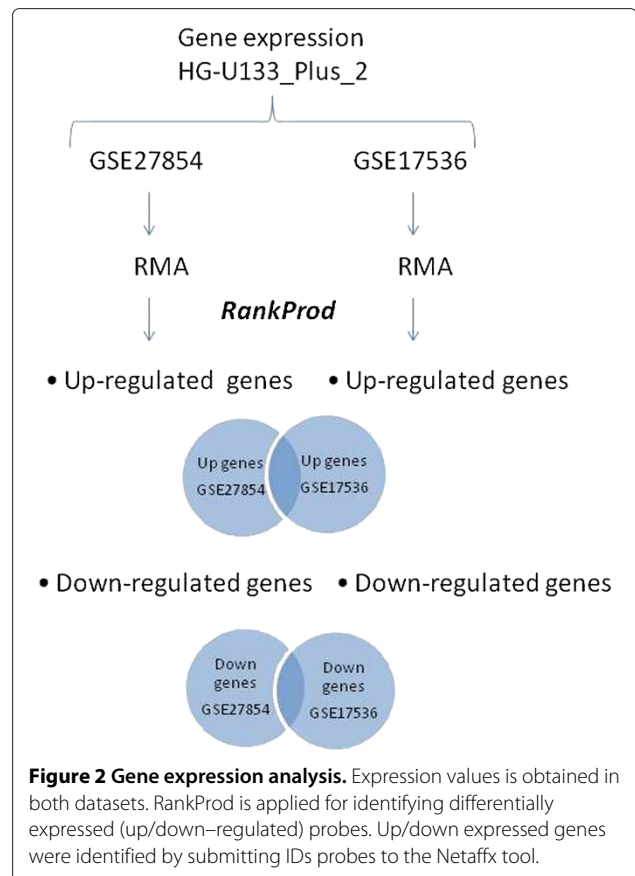 Gene expression
HG-U133_Plus_2
GSE27854 GSE17536
RMA RMA
RankProd
• Up-regulated genes • Up-regulated genes
Up genes Up genes
GSE27854 GSE17536
• Down-regulated genes • Down-regulated genes
Down Down
genes genes
GSE27854 GSE17536
Figure 2 Gene expression analysis. Expression values is obtained in
both datasets. RankProd is applied for identifying differentially
expressed (up/down–regulated) probes. Up/down expressed genes
were identified by submitting IDs probes to the Netaffx tool.